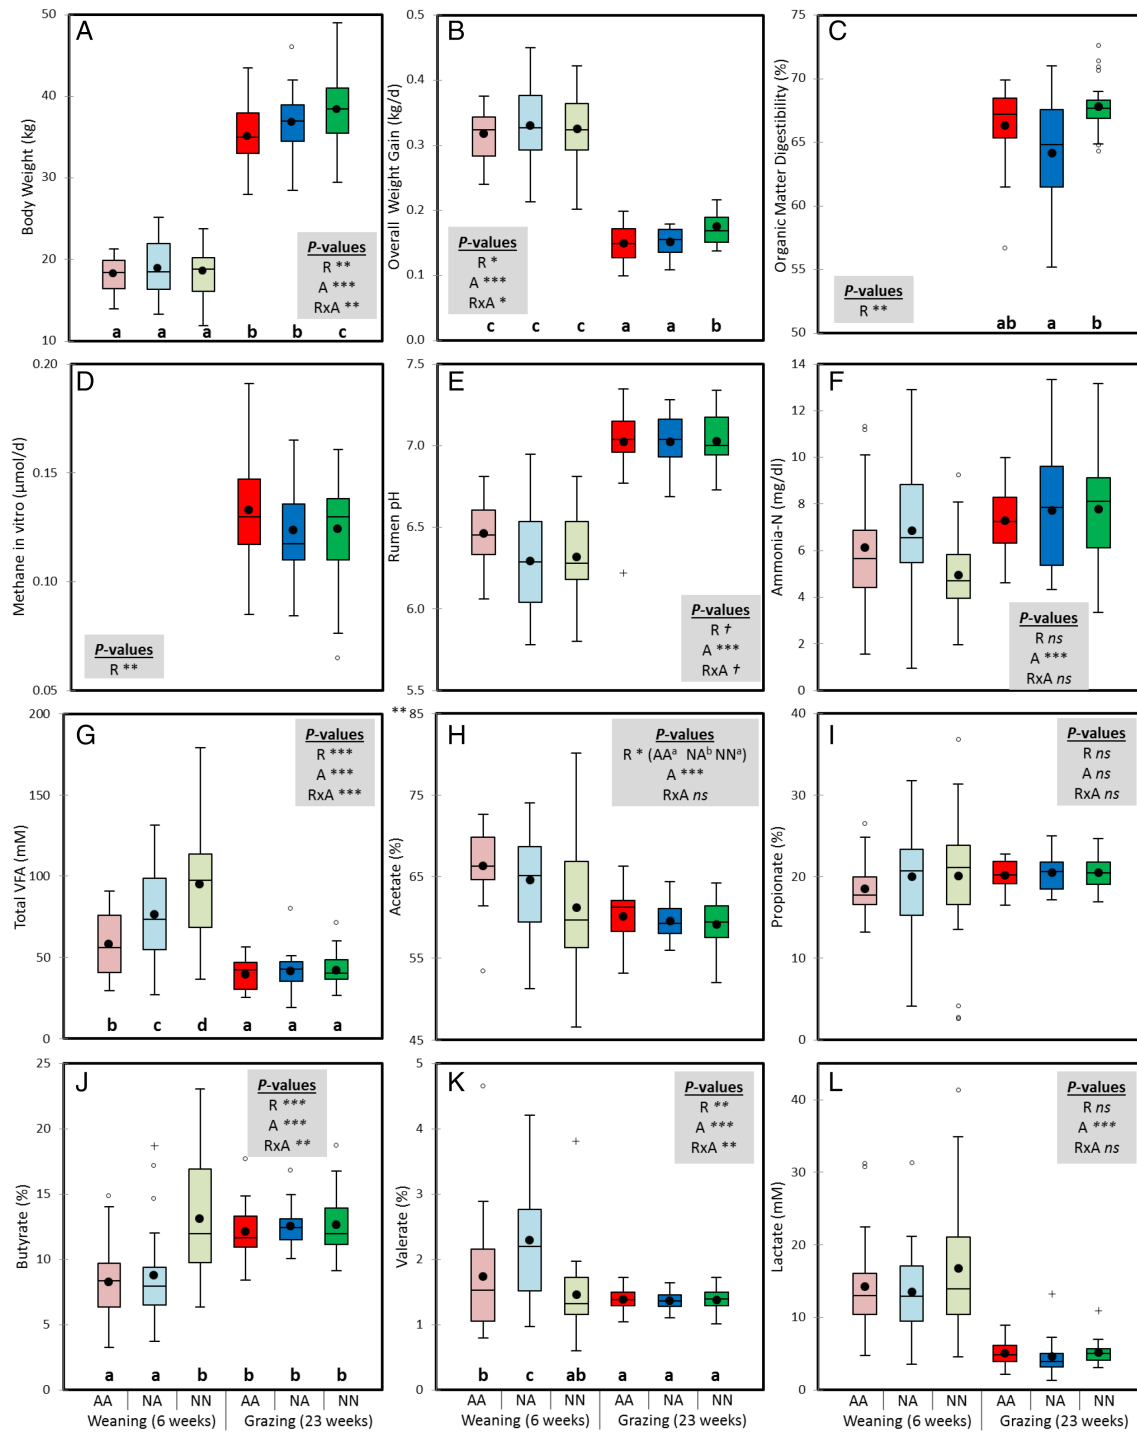 A
Body Weight (kg)
50
40
30
20
10
P-values
R **
A ***
RxA **
a a a b b c
B
Overall Weight Gain (kg/d)
0.5
0.4
0.3
0.2
0.1
0.0
P-values
R *
A ***
RxA *
c c c a a b
C
Organic Matter Digestibility (%)
75
70
65
60
55
50
P-values
R **
ab a b
D
Methane in vitro (µmol/d)
0.20
0.15
0.10
0.05
P-values
R **
E
Rumen pH
7.5
7.0
6.5
6.0
5.5
P-values
R †
A ***
RxA †
F
Ammonia-N (mg/dl)
14
12
10
8
6
4
2
0
P-values
R ns
A ***
RxA ns
G
Total VFA (mM)
200
150
100
50
0
P-values
R ***
A ***
RxA ***
b c d a a a
**
H
Acetate (%)
85
75
65
55
45
P-values
R * (AAᵃ NAᵇ NNᵃ)
A ***
RxA ns
I
Propionate (%)
40
30
20
10
0
P-values
R ns
A ns
RxA ns
J
Butyrate (%)
25
20
15
10
5
0
P-values
R ***
A ***
RxA **
a a b b b b
AA NA NN AA NA NN
Weaning (6 weeks) Grazing (23 weeks)
K
Valerate (%)
5
4
3
2
1
0
P-values
R **
A ***
RxA **
b c ab a a a
AA NA NN AA NA NN
Weaning (6 weeks) Grazing (23 weeks)
L
Lactate (mM)
40
30
20
10
0
P-values
R ns
A ***
RxA ns
AA NA NN AA NA NN
Weaning (6 weeks) Grazing (23 weeks)